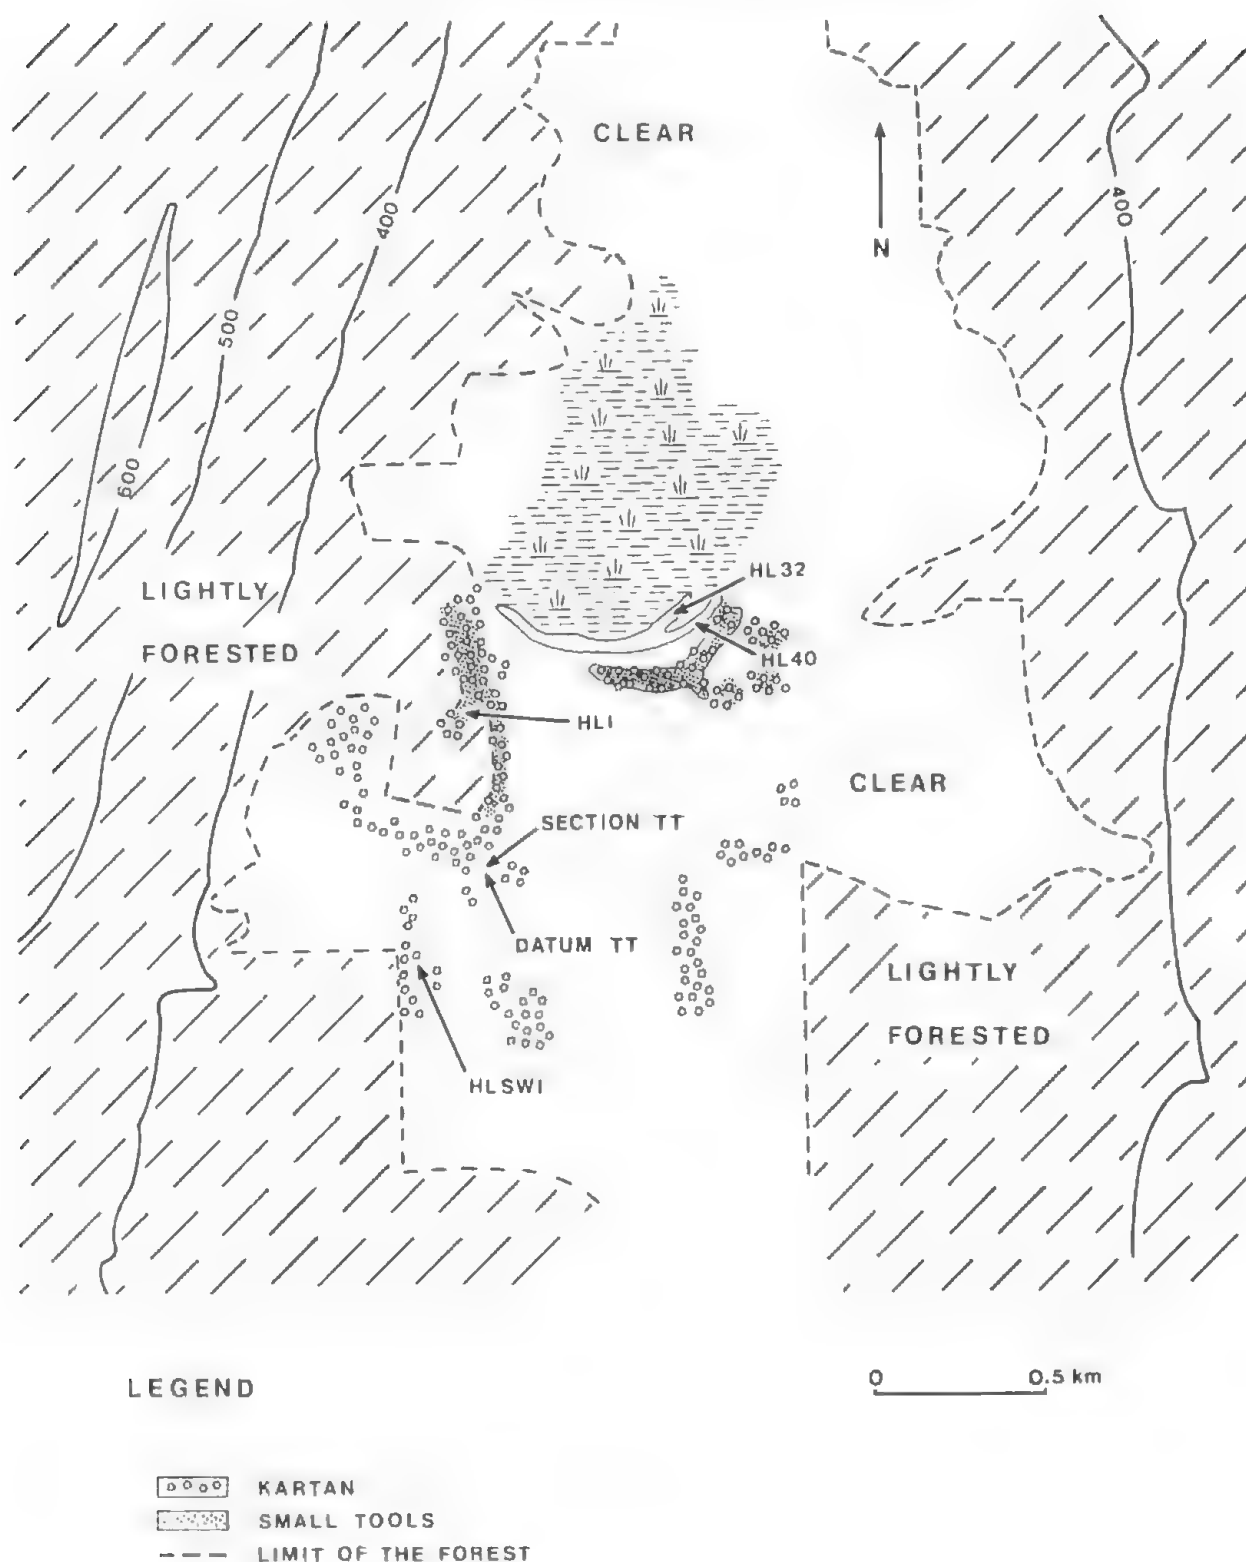 CLEAR
N
400
400
500
600
LIGHTLY
FORESTED
HL32
HL40
HL1
CLEAR
SECTION TT
DATUM TT
LIGHTLY
FORESTED
HLSW1
LEGEND
0 0.5 km
KARTAN
SMALL TOOLS
LIMIT OF THE FOREST